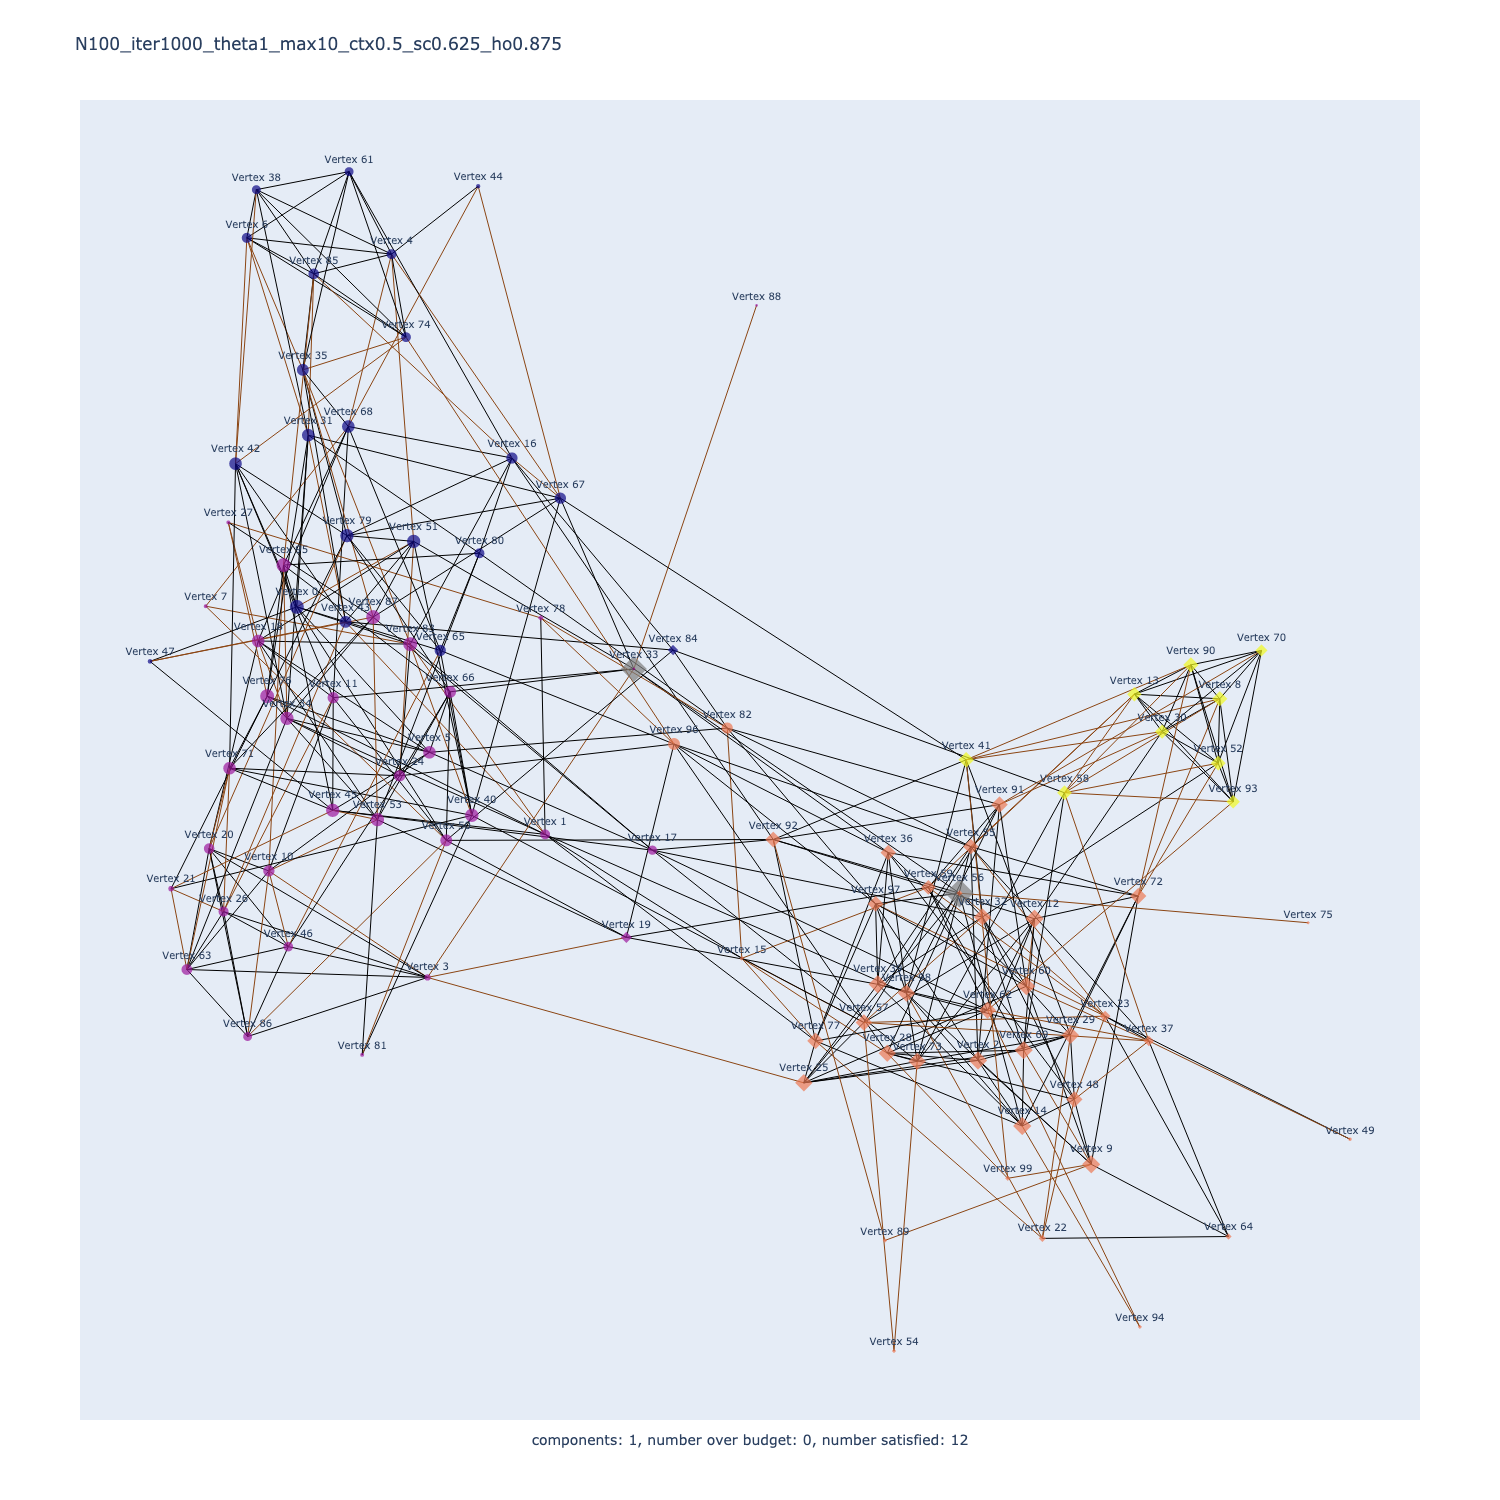 N100_iter1000_theta1_max10_ctx0.5_sc0.625_ho0.875
Vertex 61
Vertex 38
Vertex 44
Vertex 6
Vertex 4
Vertex 85
Vertex 88
Vertex 74
Vertex 35
Vertex 68
Vertex 31
Vertex 16
Vertex 42
Vertex 67
Vertex 27
Vertex 79
Vertex 51
Vertex 80
Vertex 0
Vertex 7
Vertex 43
Vertex 78
Vertex 65
Vertex 84
Vertex 70
Vertex 47
Vertex 33
Vertex 90
Vertex 66
Vertex 11
Vertex 13
Vertex 8
Vertex 82
Vertex 30
Vertex 96
Vertex 5
Vertex 41
Vertex 52
Vertex 71
Vertex 24
Vertex 58
Vertex 93
Vertex 45
Vertex 53
Vertex 40
Vertex 91
Vertex 1
Vertex 20
Vertex 92
Vertex 17
Vertex 36
Vertex 10
Vertex 21
Vertex 56
Vertex 72
Vertex 97
Vertex 26
Vertex 32
Vertex 12
Vertex 75
Vertex 19
Vertex 46
Vertex 63
Vertex 15
Vertex 3
Vertex 60
Vertex 62
Vertex 23
Vertex 57
Vertex 86
Vertex 77
Vertex 29
Vertex 37
Vertex 28
Vertex 81
Vertex 73
Vertex 2
Vertex 25
Vertex 48
Vertex 14
Vertex 49
Vertex 9
Vertex 99
Vertex 89
Vertex 22
Vertex 64
Vertex 94
Vertex 54
components: 1, number over budget: 0, number satisfied: 12